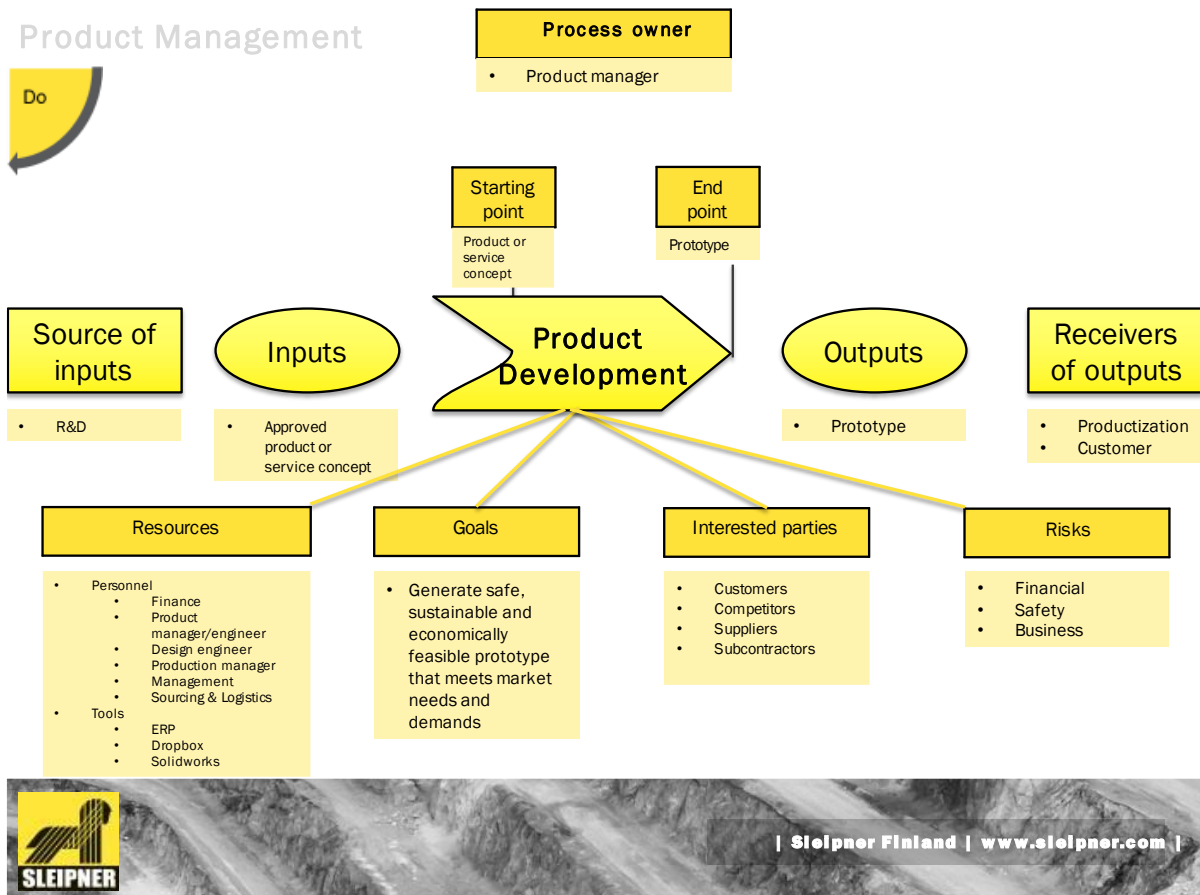 Product Management
Process owner
• Product manager
Do
Starting
point
Product or
service
concept
End
point
Prototype
Source of
inputs
• R&D
Inputs
• Approved
product or
service concept
Product
Development
Outputs
• Prototype
Receivers
of outputs
• Productization
• Customer
Resources
• Personnel
• Finance
• Product
manager/engineer
• Design engineer
• Production manager
• Management
• Sourcing & Logistics
• Tools
• ERP
• Dropbox
• Solidworks
Goals
• Generate safe,
sustainable and
economically
feasible prototype
that meets market
needs and
demands
Interested parties
• Customers
• Competitors
• Suppliers
• Subcontractors
Risks
• Financial
• Safety
• Business
SLEIPNER
| Sleipner Finland | www.sleipner.com |